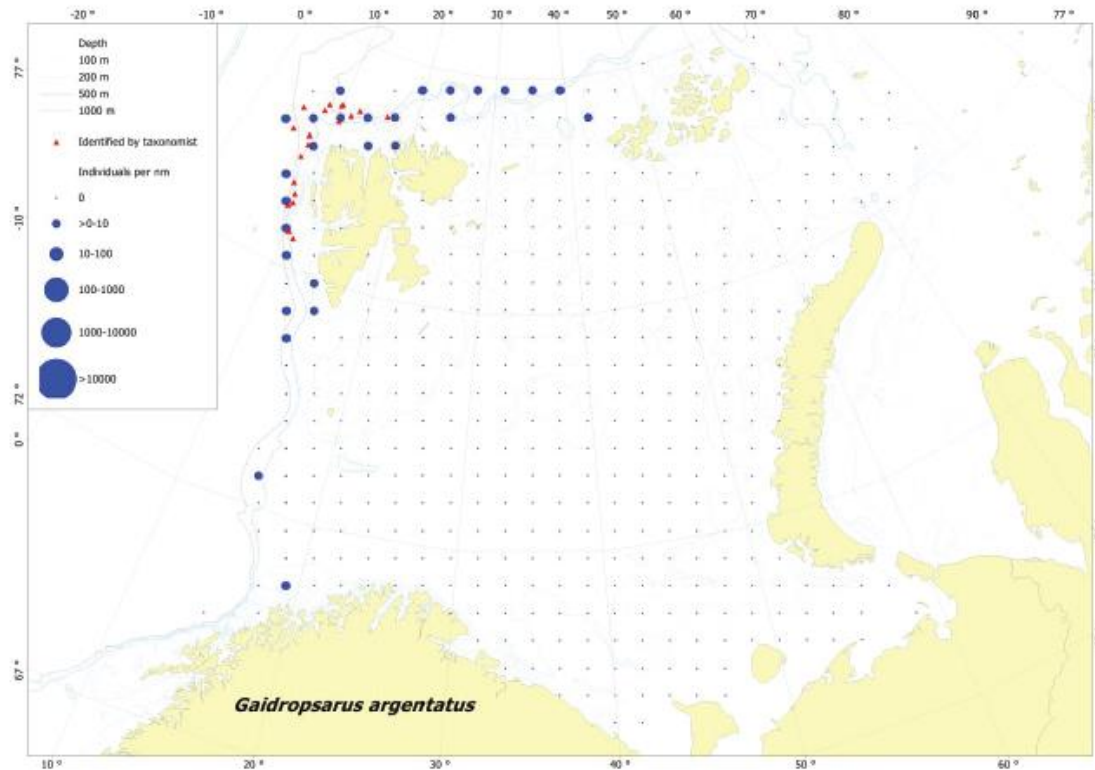 -20 ° -10 ° 0 ° 10 ° 20 ° 30 ° 40 ° 50 ° 60 ° 70 ° 80 ° 90 ° 77 °
Depth
100 m
200 m
500 m
1000 m
Identified by taxonomist
Individuals per nm
0
>0-10
10-100
100-1000
1000-10000
>10000
77 °
-10 °
72 °
0 °
67 °
Gaidropsarus argentatus
10 ° 20 ° 30 ° 40 ° 50 ° 60 °